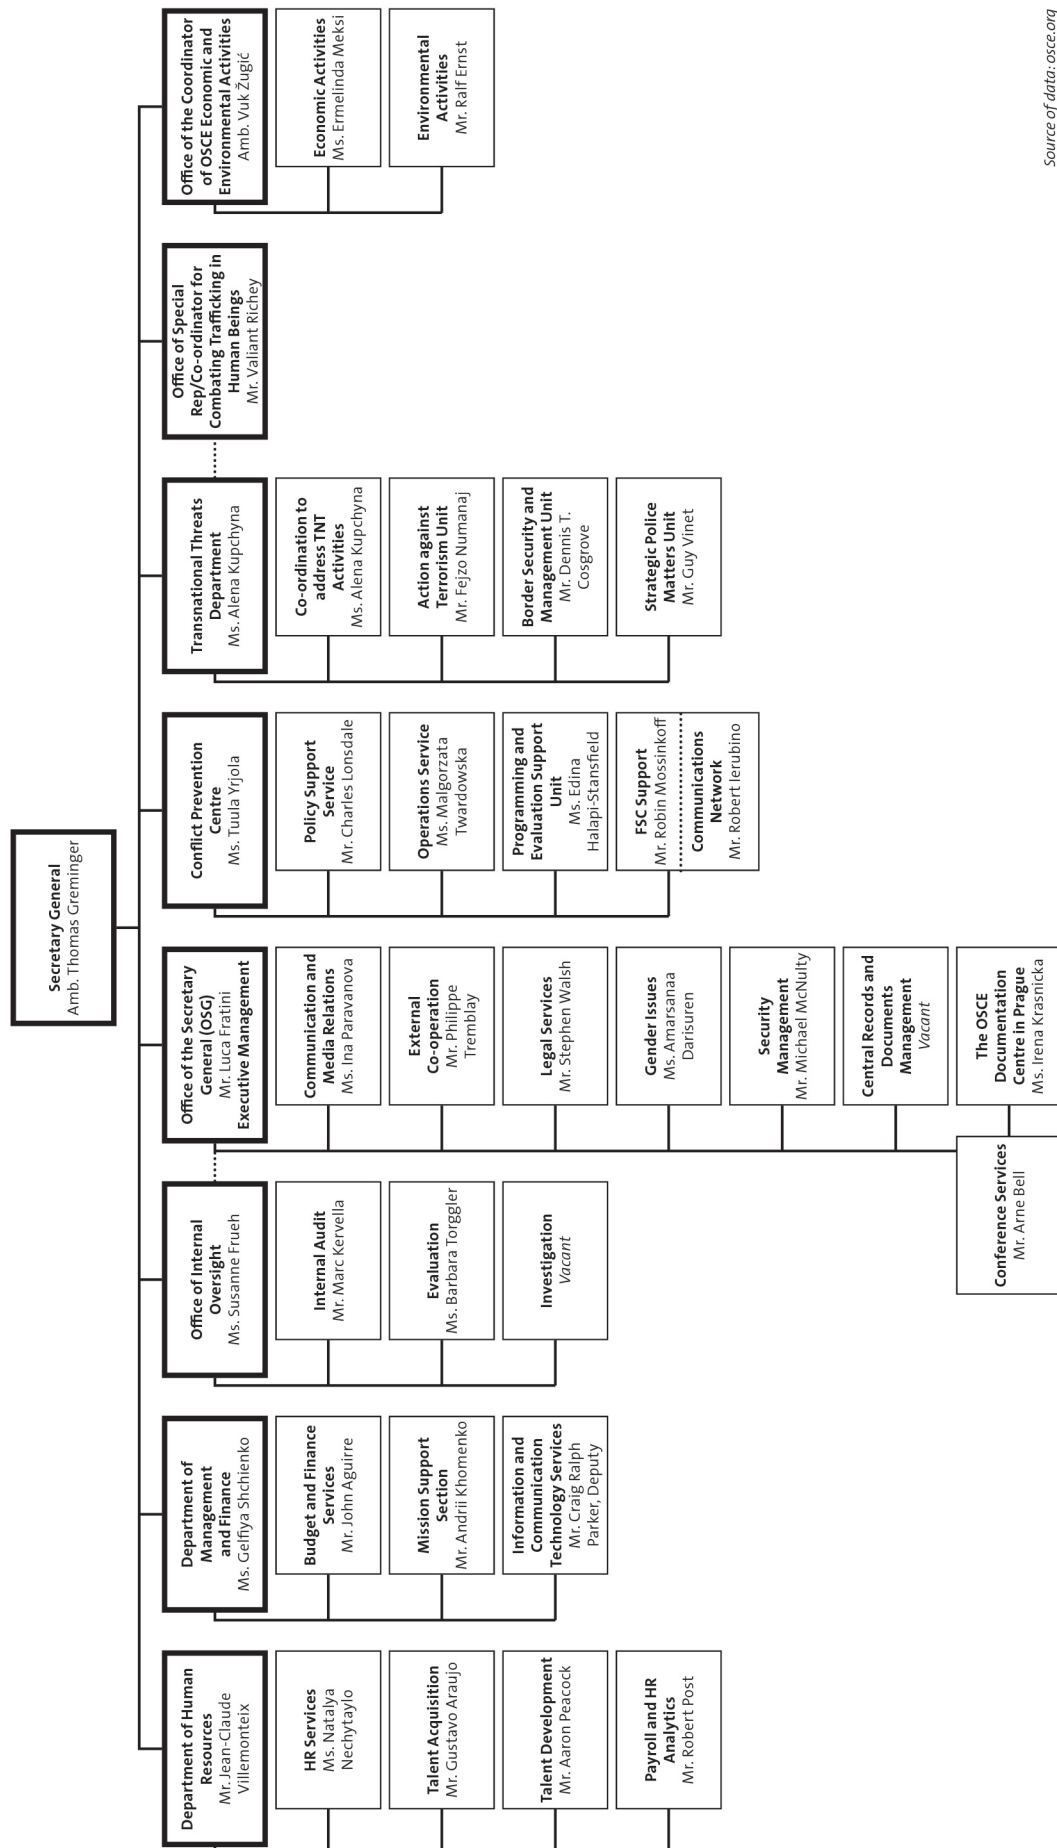 Secretary General
Amb. Thomas Greminger
Department of Human
Resources
Mr. Jean-Claude
Villemonteix
HR Services
Ms. Natalya
Nechytaylo
Talent Acquisition
Mr. Gustavo Araujo
Talent Development
Mr. Aaron Peacock
Payroll and HR
Analytics
Mr. Robert Post
Department of
Management
and Finance
Ms. Gelfiya Shchienko
Budget and Finance
Services
Mr. John Aguirre
Mission Support
Section
Mr. Andrii Khomenko
Information and
Communication
Technology Services
Mr. Craig Ralph
Parker, Deputy
Office of Internal
Oversight
Ms. Susanne Frueh
Internal Audit
Mr. Marc Kervella
Evaluation
Ms. Barbara Torggler
Investigation
Vacant
Office of the Secretary
General (OSG)
Mr. Luca Fratini
Executive Management
Communication and
Media Relations
Ms. Ina Paravanova
External
Co-operation
Mr. Philippe
Tremblay
Legal Services
Mr. Stephen Walsh
Gender Issues
Ms. Amarsanaa
Darisuren
Security
Management
Mr. Michael McNulty
Central Records and
Documents
Management
Vacant
Conference Services
Mr. Arne Bell
The OSCE
Documentation
Centre in Prague
Ms. Irena Krasnicka
Conflict Prevention
Centre
Ms. Tuula Yrjola
Policy Support
Service
Mr. Charles Lonsdale
Operations Service
Ms. Malgorzata
Twardowska
Programming and
Evaluation Support
Unit
Ms. Edina
Halapi-Stansfield
FSC Support
Mr. Robin Mossinkoff
Communications
Network
Mr. Robert Ierubino
Transnational Threats
Department
Ms. Alena Kupchyna
Co-ordination to
address TNT
Activities
Ms. Alena Kupchyna
Action against
Terrorism Unit
Mr. Fejzo Numanaj
Border Security and
Management Unit
Mr. Dennis T.
Cosgrove
Strategic Police
Matters Unit
Mr. Guy Vinet
Office of Special
Rep/Co-ordinator for
Combating Trafficking in
Human Beings
Mr. Valiant Richey
Office of the Coordinator
of OSCE Economic and
Environmental Activities
Amb. Vuk Žugić
Economic Activities
Ms. Ermelinda Meksi
Environmental
Activities
Mr. Ralf Ernst
Source of data: osce.org